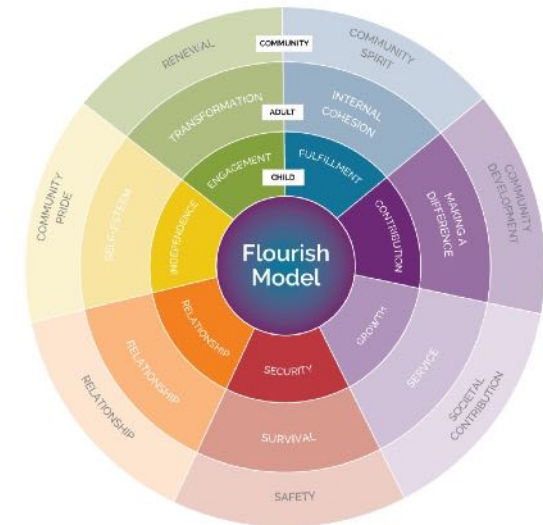 COMMUNITY
RENEWAL
COMMUNITY
SPIRIT
COMMUNITY
DEVELOPMENT
SOCIETAL
CONTRIBUTION
SAFETY
RELATIONSHIP
COMMUNITY
PRIDE
ADULT
TRANSFORMATION
INTERNAL
COHESION
MAKING A
DIFFERENCE
SERVICE
SURVIVAL
RELATIONSHIP
SELF-ESTEEM
CHILD
ENGAGEMENT
FULFILLMENT
CONTRIBUTION
GROWTH
SECURITY
RELATIONSHIP
INDEPENDENCE
Flourish
Model